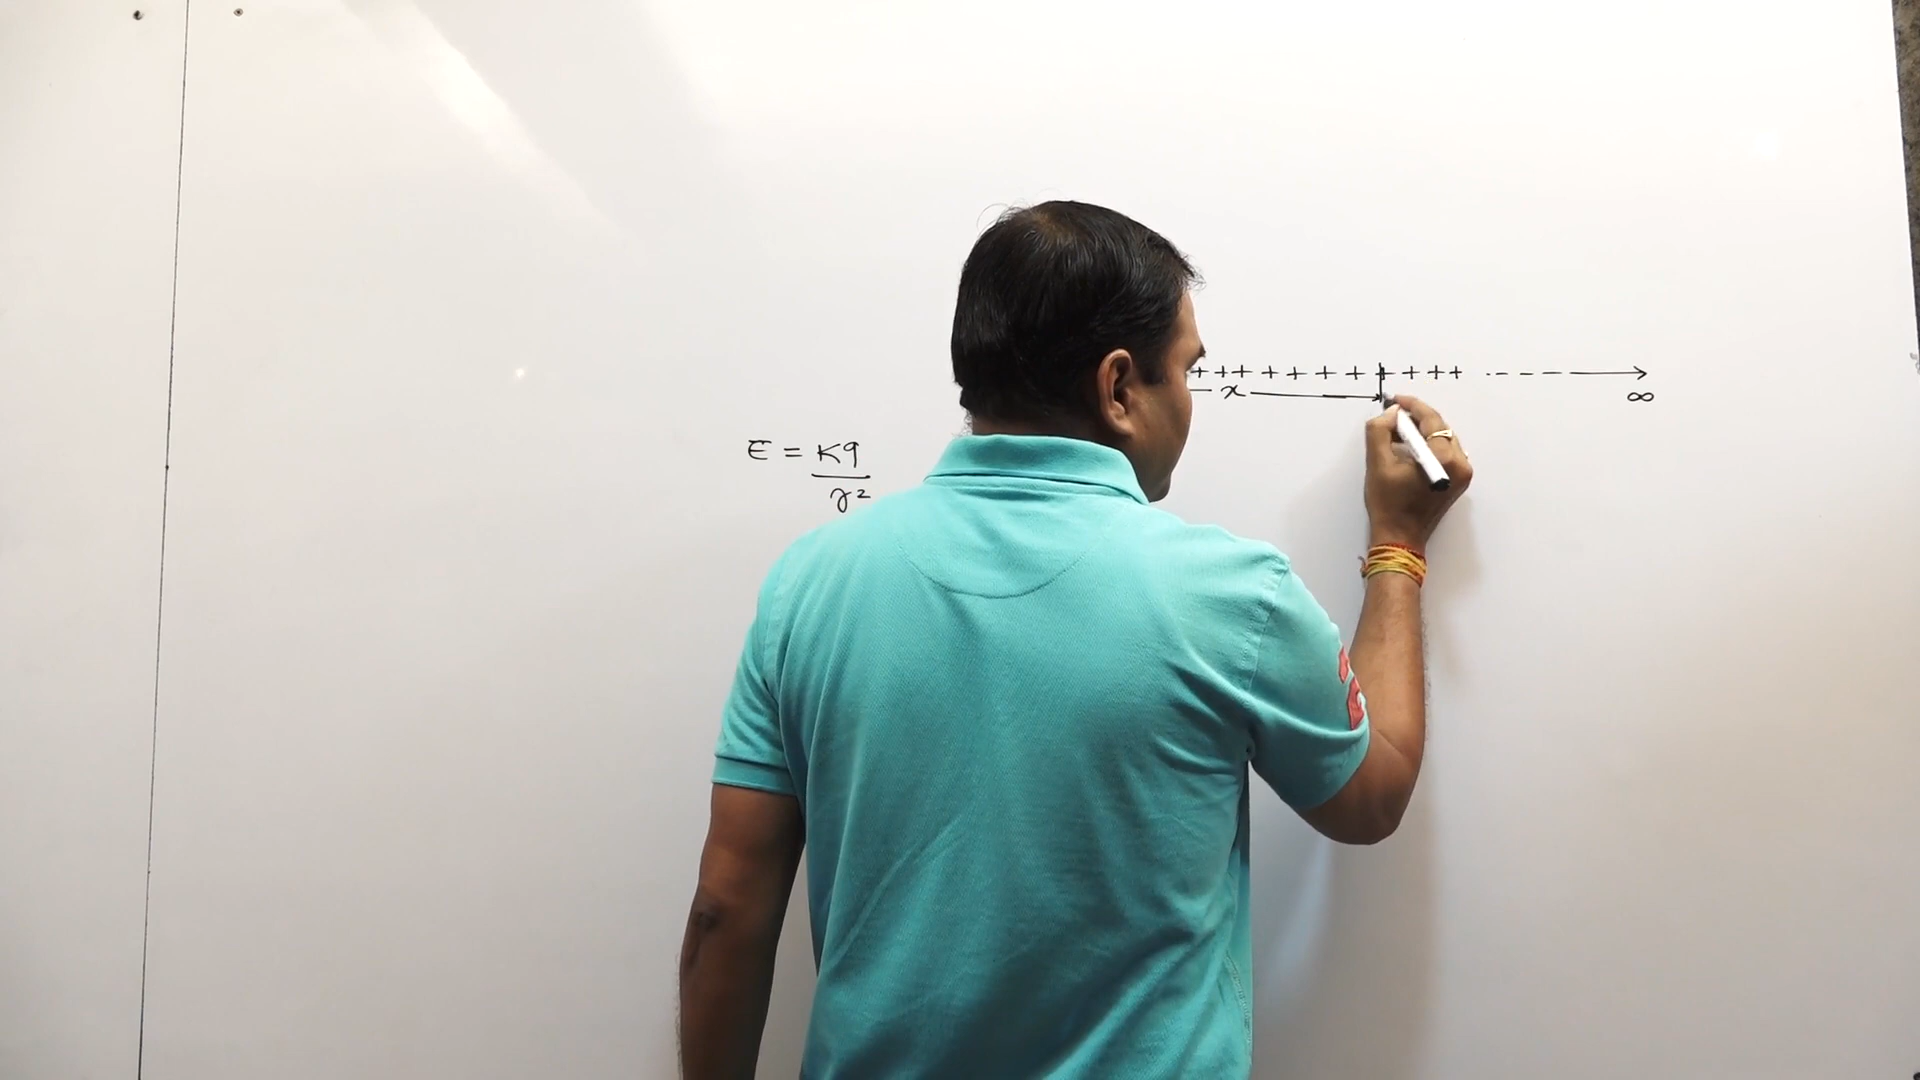 + + + + + + + + + + + - - - →
— x ——→ ∞
E = Kq
r²